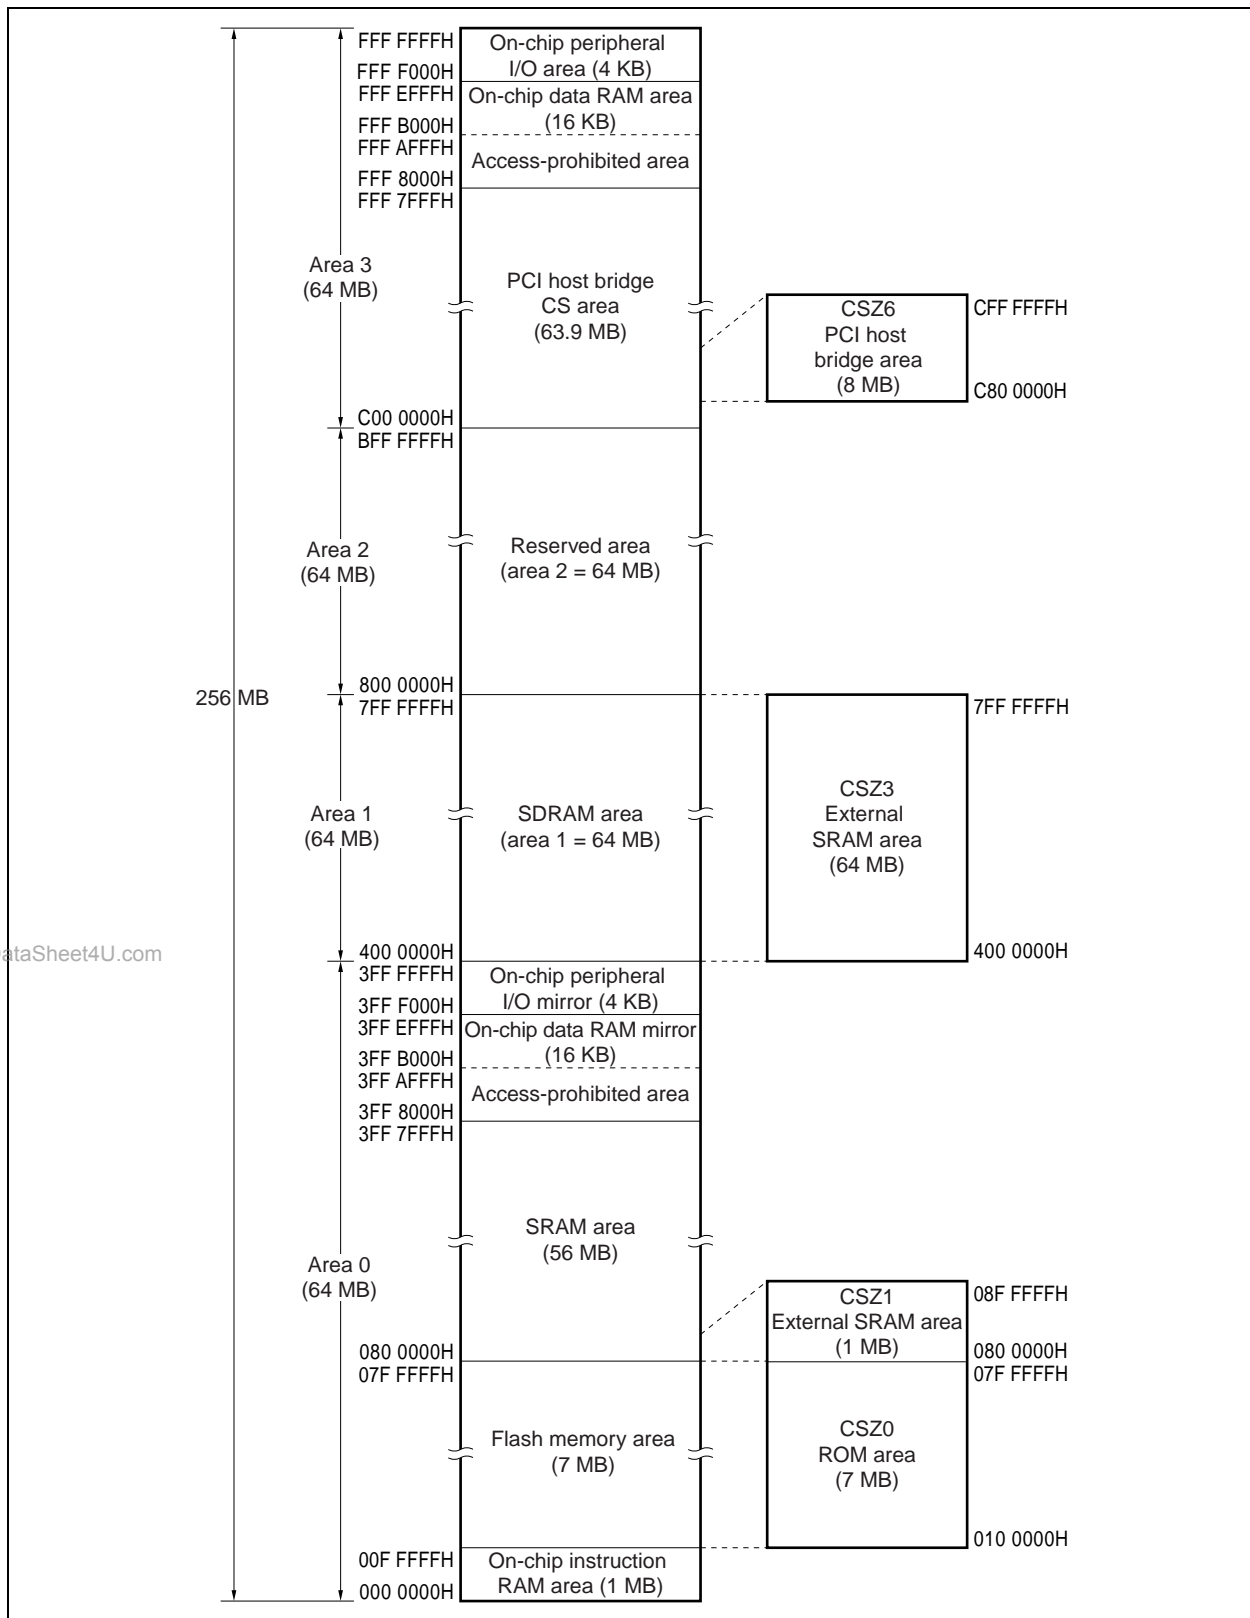 FFF FFFFH
On-chip peripheral
I/O area (4 KB)
FFF F000H
FFF EFFFH
On-chip data RAM area
(16 KB)
FFF B000H
FFF AFFFH
Access-prohibited area
FFF 8000H
FFF 7FFFH
Area 3
(64 MB)
PCI host bridge
CS area
(63.9 MB)
CSZ6
PCI host
bridge area
(8 MB)
CFF FFFFH
C80 0000H
C00 0000H
BFF FFFFH
Area 2
(64 MB)
Reserved area
(area 2 = 64 MB)
256 MB
800 0000H
7FF FFFFH
7FF FFFFH
Area 1
(64 MB)
SDRAM area
(area 1 = 64 MB)
CSZ3
External
SRAM area
(64 MB)
ataSheet4U.com
400 0000H
400 0000H
3FF FFFFH
On-chip peripheral
I/O mirror (4 KB)
3FF F000H
3FF EFFFH
On-chip data RAM mirror
(16 KB)
3FF B000H
3FF AFFFH
Access-prohibited area
3FF 8000H
3FF 7FFFH
Area 0
(64 MB)
SRAM area
(56 MB)
CSZ1
External SRAM area
(1 MB)
08F FFFFH
080 0000H
07F FFFFH
080 0000H
07F FFFFH
Flash memory area
(7 MB)
CSZ0
ROM area
(7 MB)
010 0000H
00F FFFFH
On-chip instruction
RAM area (1 MB)
000 0000H